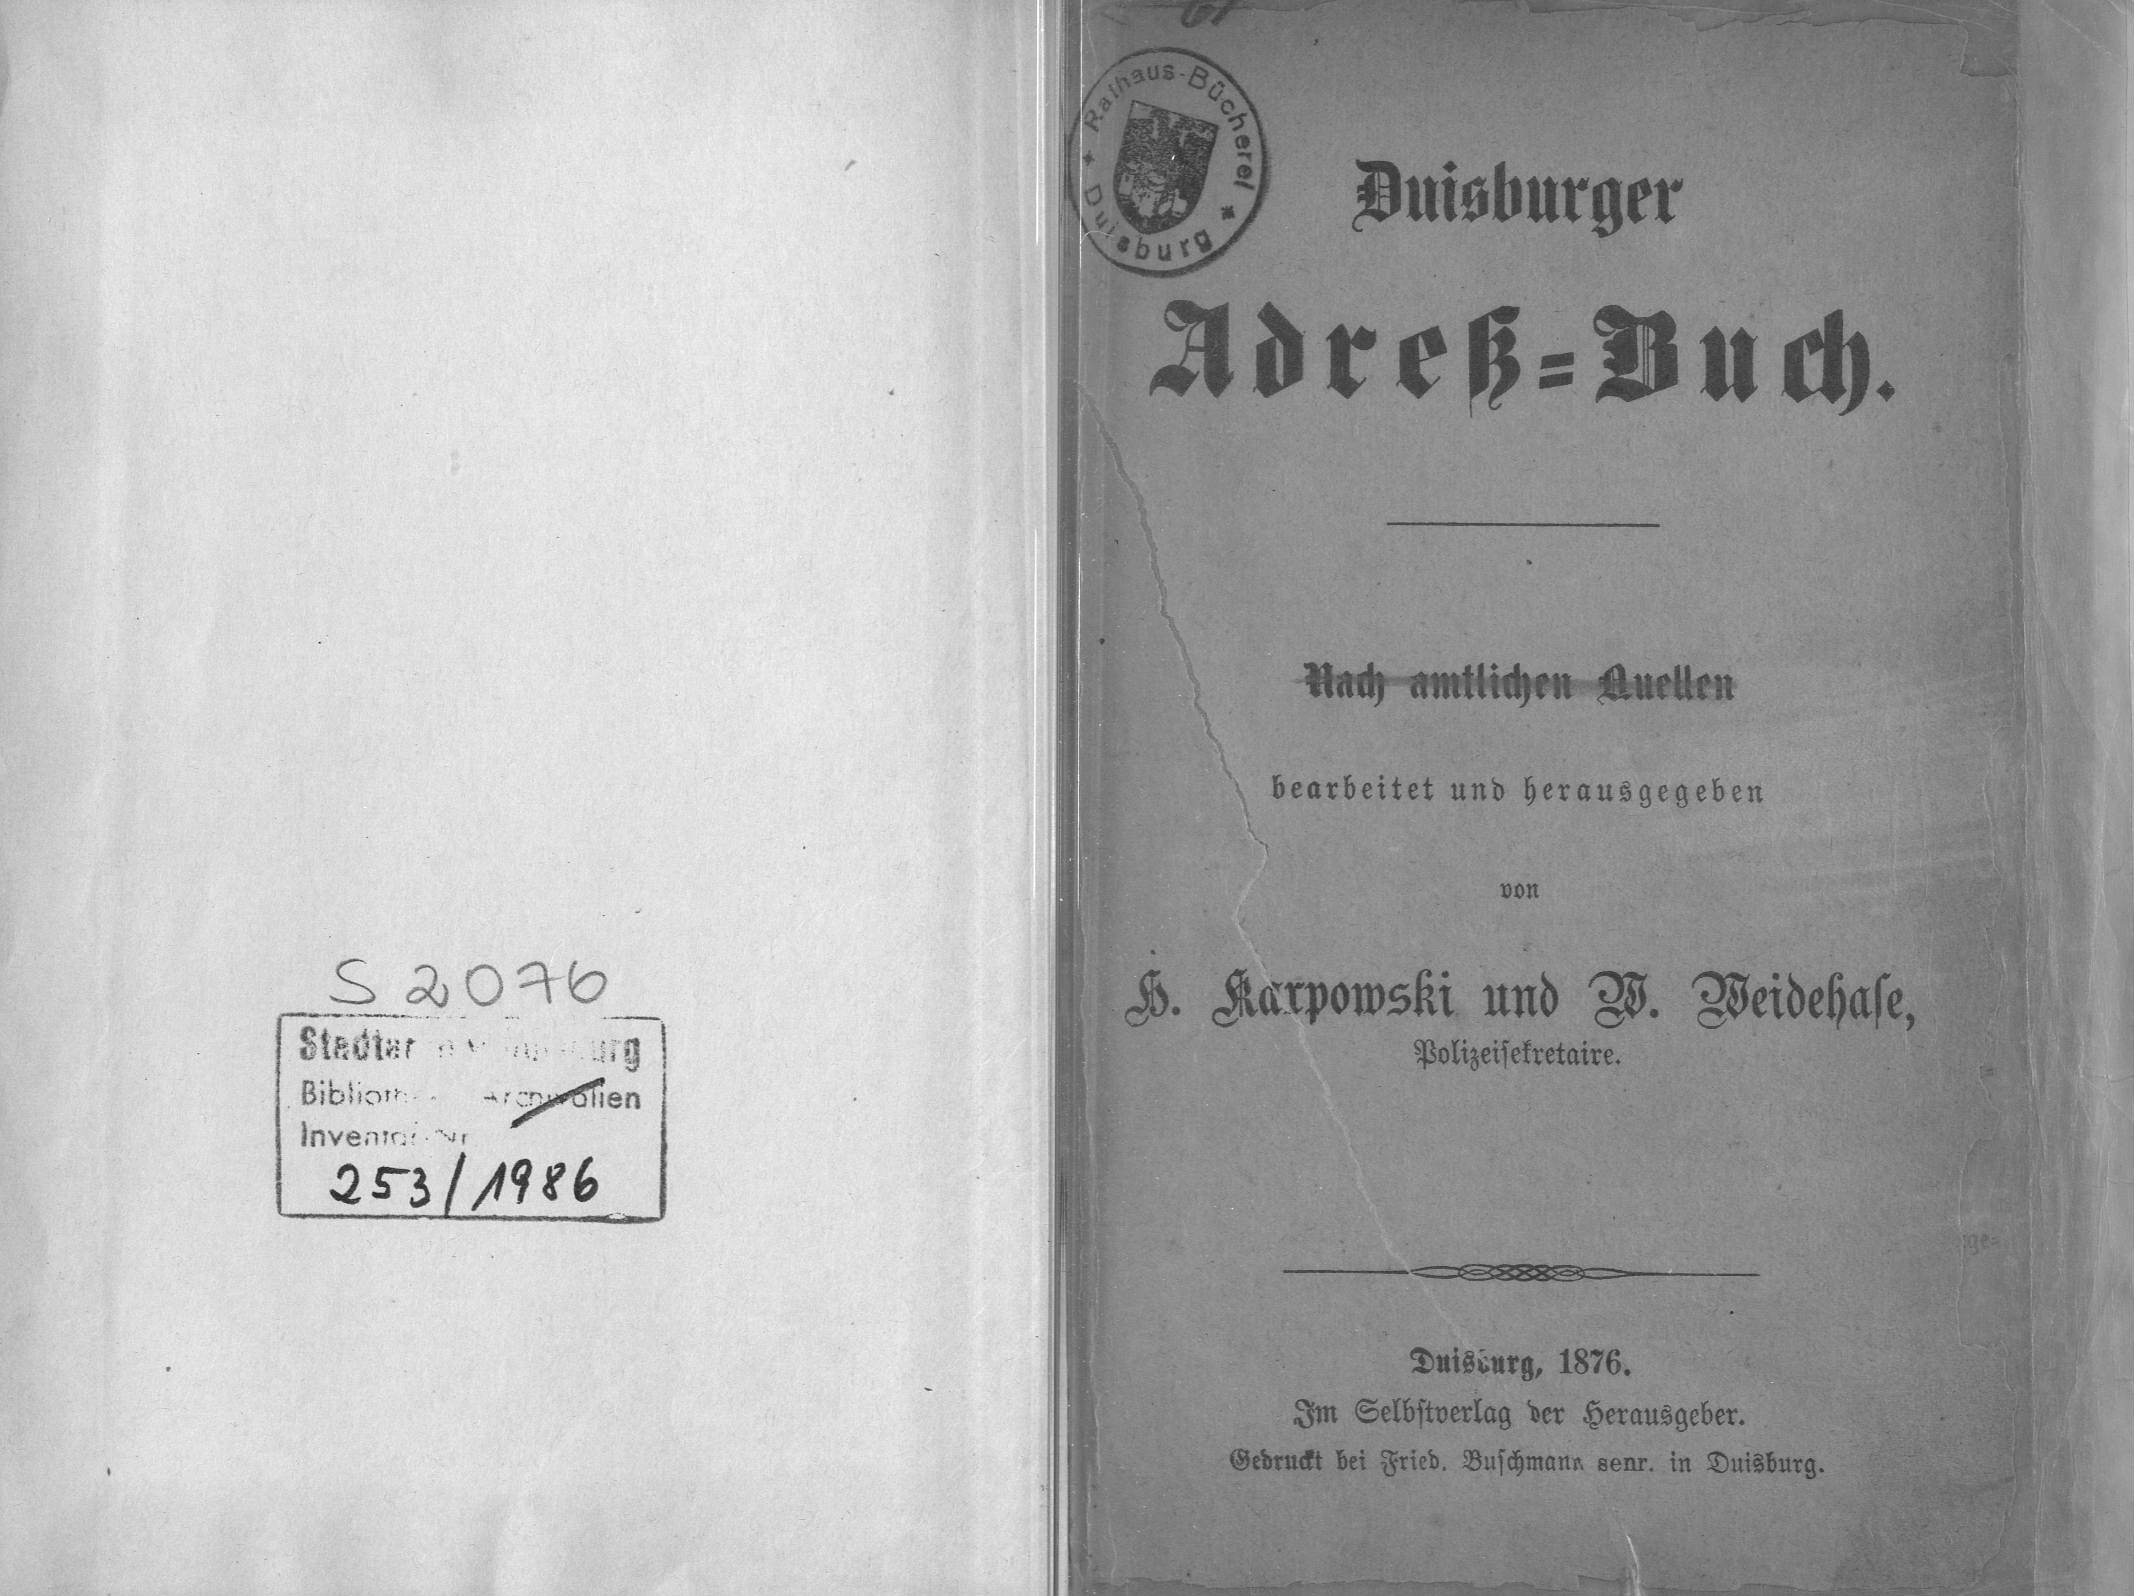 S 2076
Stadtar
Inventar-Nr
253/1986
Rathaus-Bücherei
Duisburg
Duisburger
Adreß=Buch.
Nach amtlichen Quellen
bearbeitet und herausgegeben
von
H. Karpowski und W. Weidehase,
Polizeisekretaire.
Duisburg, 1876.
Im Selbstverlag der Herausgeber.
Gedruckt bei Fried. Buschmann senr. in Duisburg.